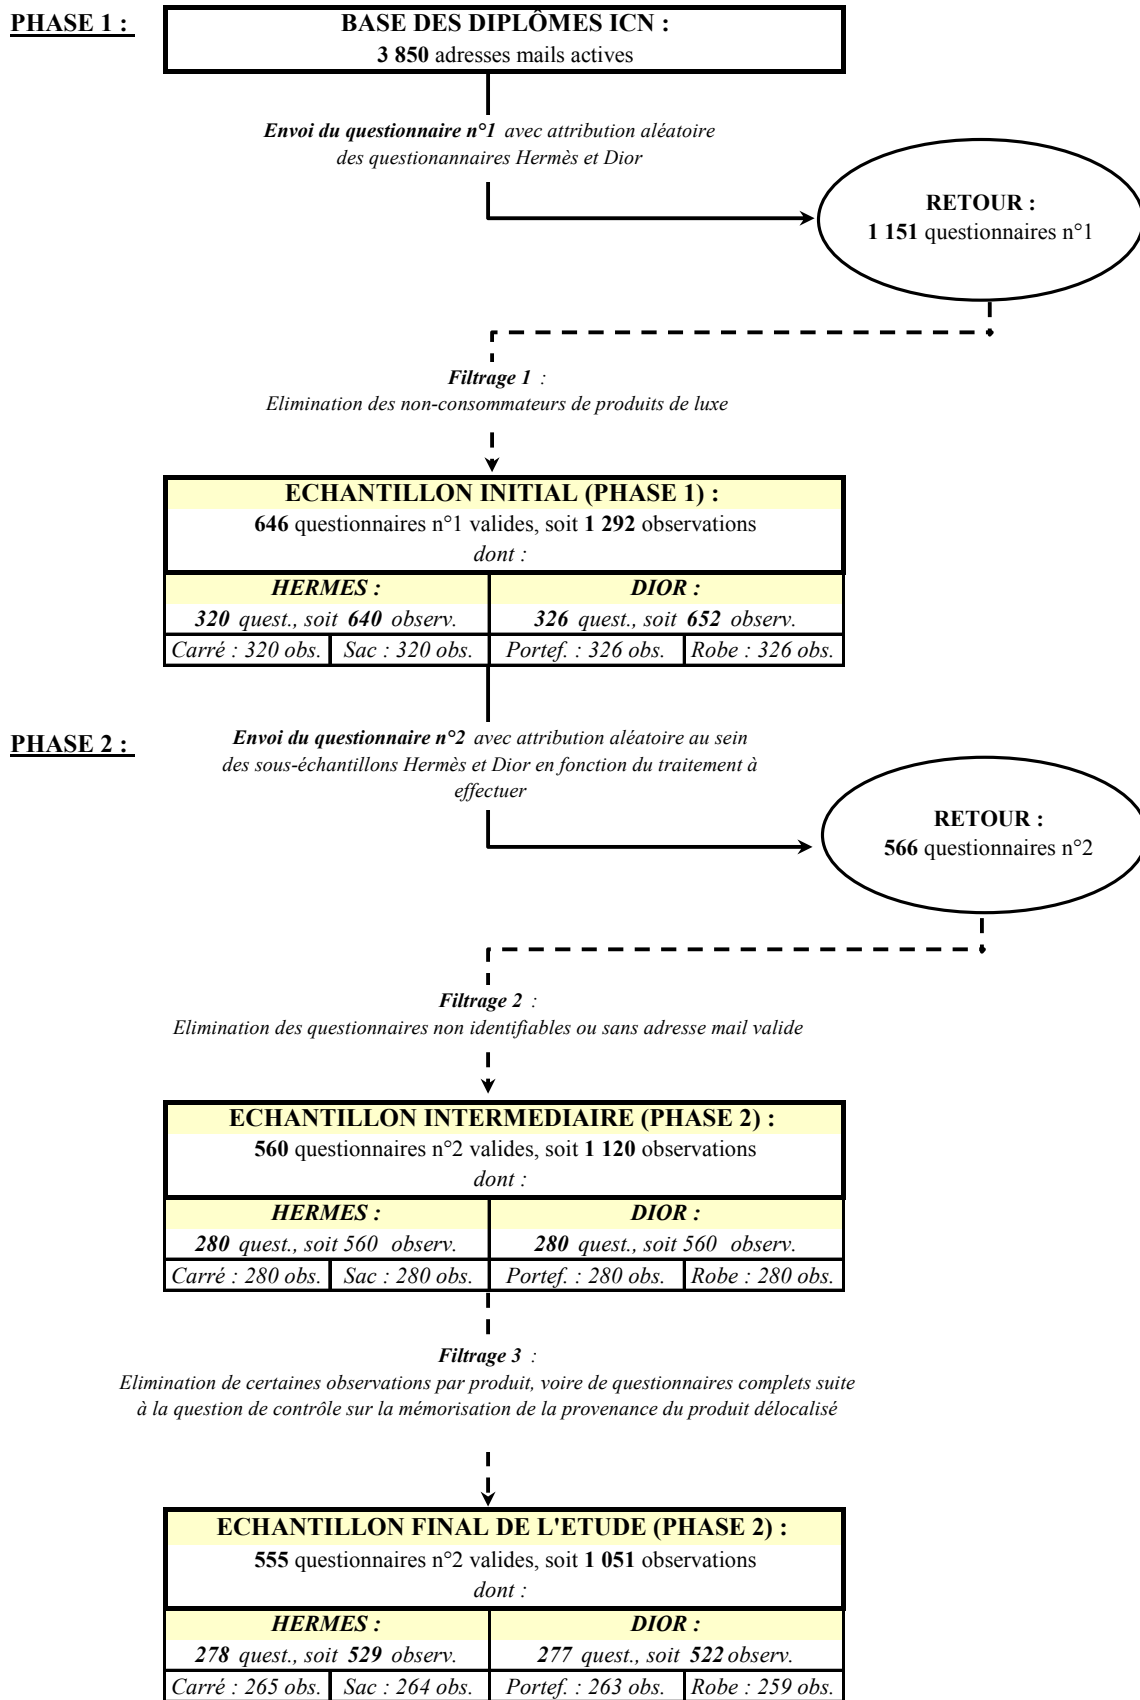 PHASE 1 :
BASE DES DIPLÔMES ICN :
3 850 adresses mails actives
Envoi du questionnaire n°1 avec attribution aléatoire
des questionannaires Hermès et Dior
RETOUR :
1 151 questionnaires n°1
Filtrage 1 :
Elimination des non-consommateurs de produits de luxe
ECHANTILLON INITIAL (PHASE 1) :
646 questionnaires n°1 valides, soit 1 292 observations
dont :
HERMES : DIOR :
320 quest., soit 640 observ. 326 quest., soit 652 observ.
Carré : 320 obs. Sac : 320 obs. Portef. : 326 obs. Robe : 326 obs.
PHASE 2 :
Envoi du questionnaire n°2 avec attribution aléatoire au sein
des sous-échantillons Hermès et Dior en fonction du traitement à
effectuer
RETOUR :
566 questionnaires n°2
Filtrage 2 :
Elimination des questionnaires non identifiables ou sans adresse mail valide
ECHANTILLON INTERMEDIAIRE (PHASE 2) :
560 questionnaires n°2 valides, soit 1 120 observations
dont :
HERMES : DIOR :
280 quest., soit 560 observ. 280 quest., soit 560 observ.
Carré : 280 obs. Sac : 280 obs. Portef. : 280 obs. Robe : 280 obs.
Filtrage 3 :
Elimination de certaines observations par produit, voire de questionnaires complets suite
à la question de contrôle sur la mémorisation de la provenance du produit délocalisé
ECHANTILLON FINAL DE L'ETUDE (PHASE 2) :
555 questionnaires n°2 valides, soit 1 051 observations
dont :
HERMES : DIOR :
278 quest., soit 529 observ. 277 quest., soit 522 observ.
Carré : 265 obs. Sac : 264 obs. Portef. : 263 obs. Robe : 259 obs.